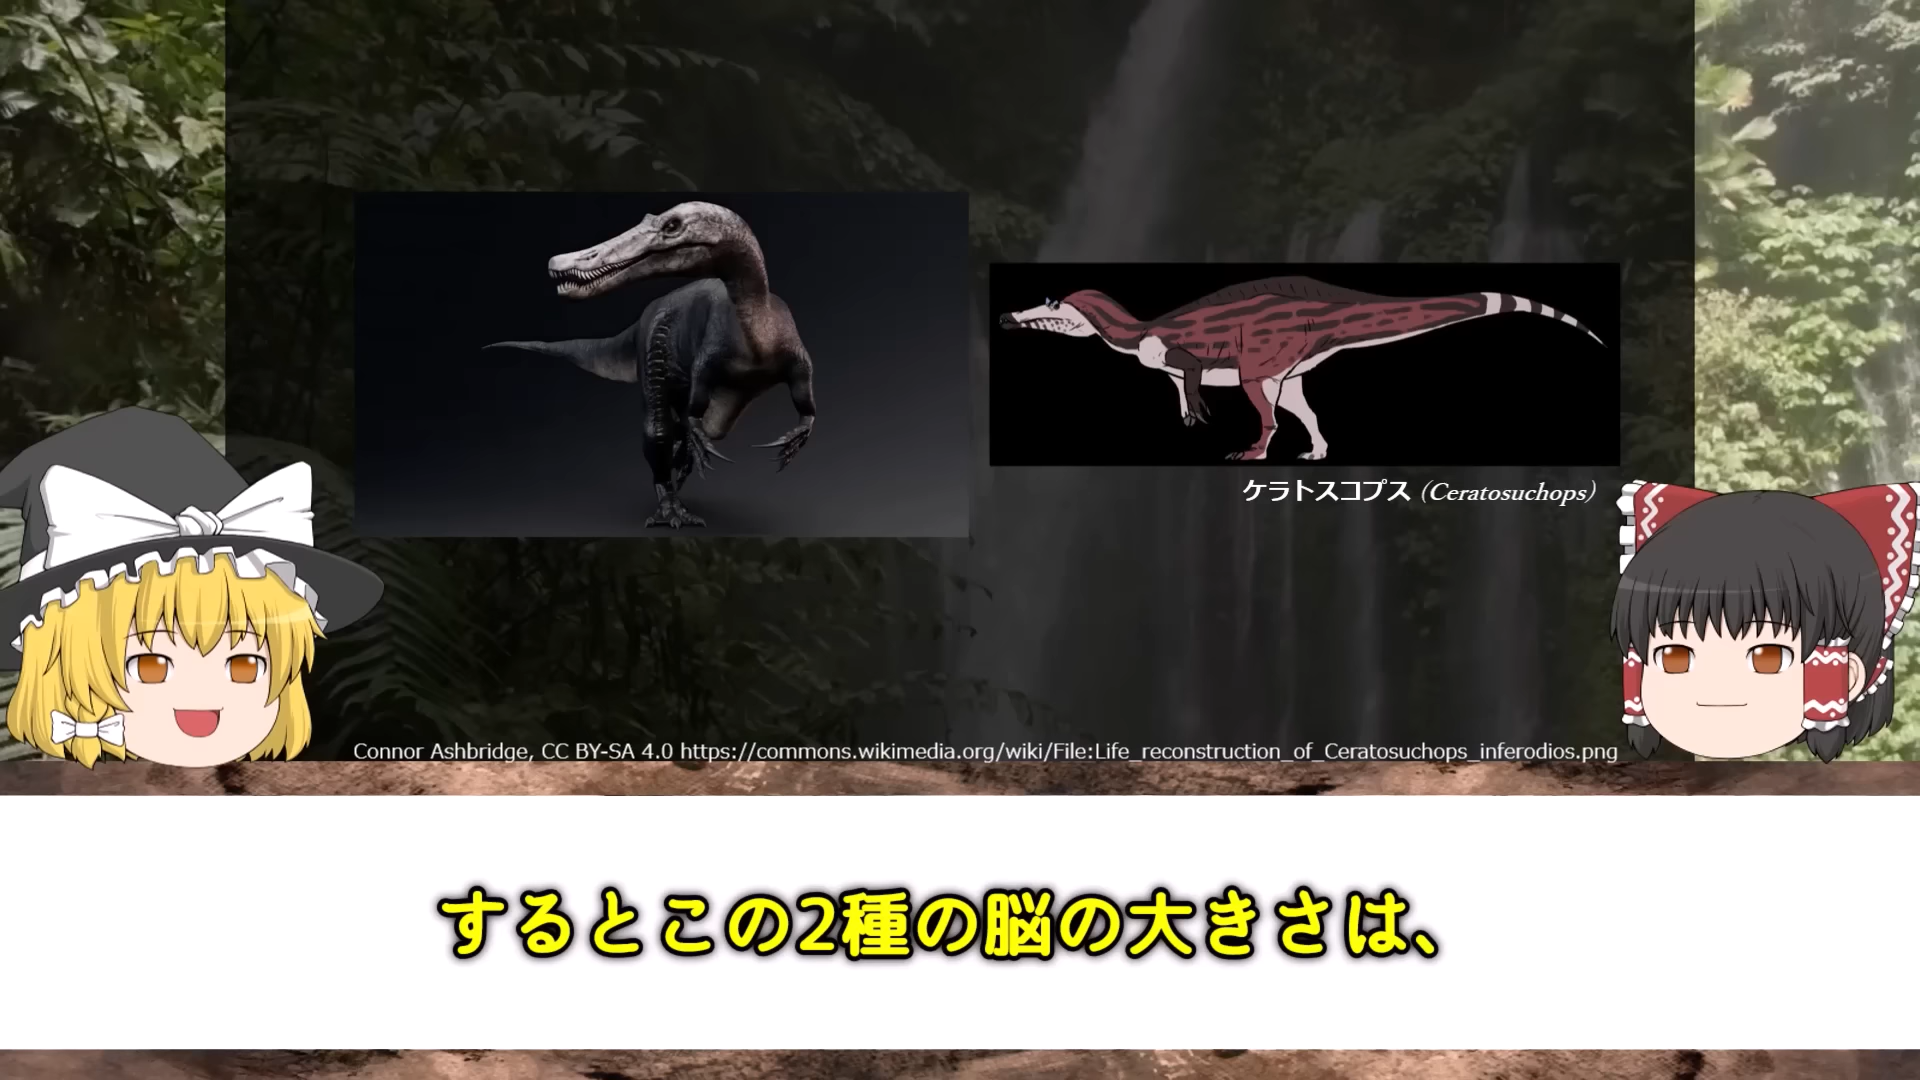 ケラトスコプス (Ceratosuchops)
Connor Ashbridge, CC BY-SA 4.0 https://commons.wikimedia.org/wiki/File:Life_reconstruction_of_Ceratosuchops_inferodios.png
するとこの2種の脳の大きさは、